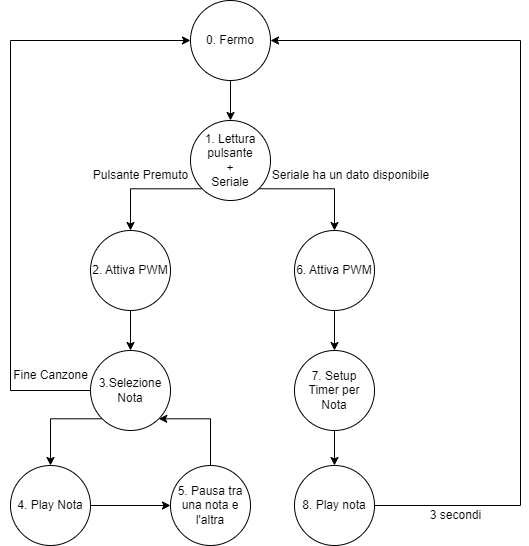 0. Fermo
1. Lettura
pulsante
+
Seriale
Pulsante Premuto
Seriale ha un dato disponibile
2. Attiva PWM
6. Attiva PWM
Fine Canzone
3.Selezione
Nota
7. Setup
Timer per
Nota
4. Play Nota
5. Pausa tra
una nota e
l'altra
8. Play nota
3 secondi